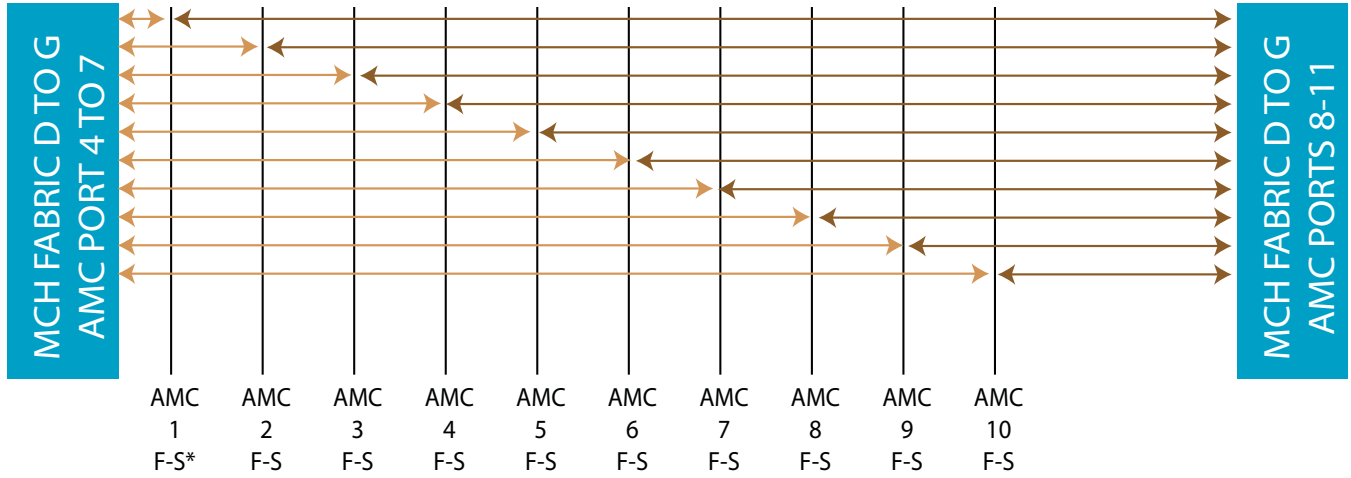 MCH FABRIC D TO G
AMC PORT 4 TO 7
MCH FABRIC D TO G
AMC PORTS 8-11
AMC AMC AMC AMC AMC AMC AMC AMC AMC AMC
1 2 3 4 5 6 7 8 9 10
F-S* F-S F-S F-S F-S F-S F-S F-S F-S F-S